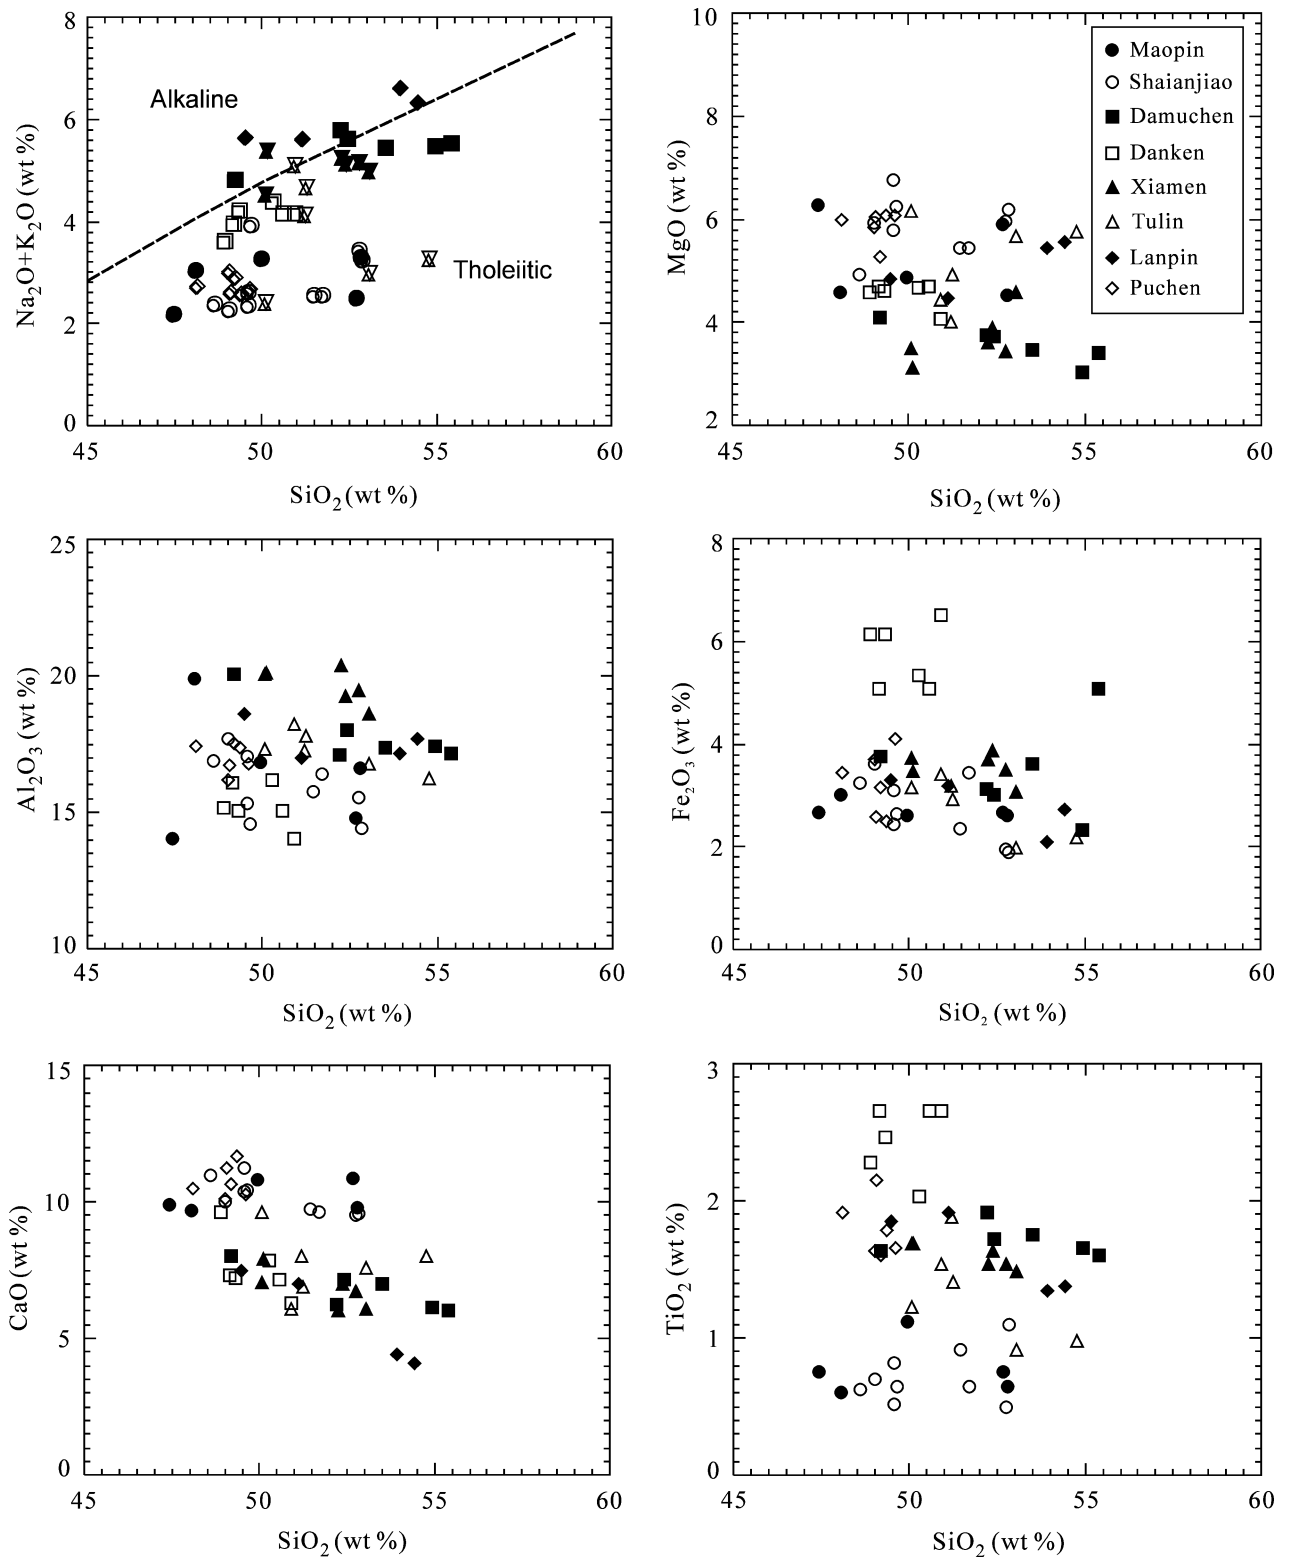 8
6
4
2
0
45
50
55
60
Na2O+K2O (wt %)
SiO2 (wt %)
Alkaline
Tholeiitic
10
8
6
4
2
45
50
55
60
MgO (wt %)
SiO2 (wt %)
Maopin
Shaianjiao
Damuchen
Danken
Xiamen
Tulin
Lanpin
Puchen
25
20
15
10
45
50
55
60
Al2O3 (wt %)
SiO2 (wt %)
8
6
4
2
0
45
50
55
60
Fe2O3 (wt %)
SiO2 (wt %)
15
10
5
0
45
50
55
60
CaO (wt %)
SiO2 (wt %)
3
2
1
0
45
50
55
60
TiO2 (wt %)
SiO2 (wt %)